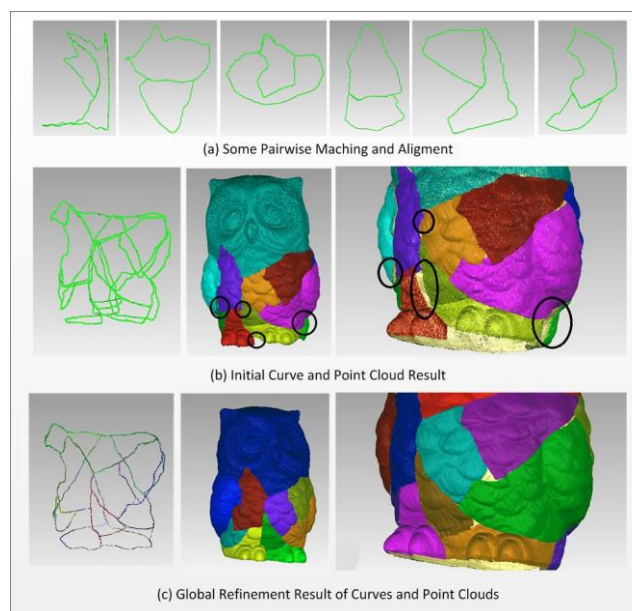 (a) Some Pairwise Maching and Aligment
(b) Initial Curve and Point Cloud Result
(c) Global Refinement Result of Curves and Point Clouds